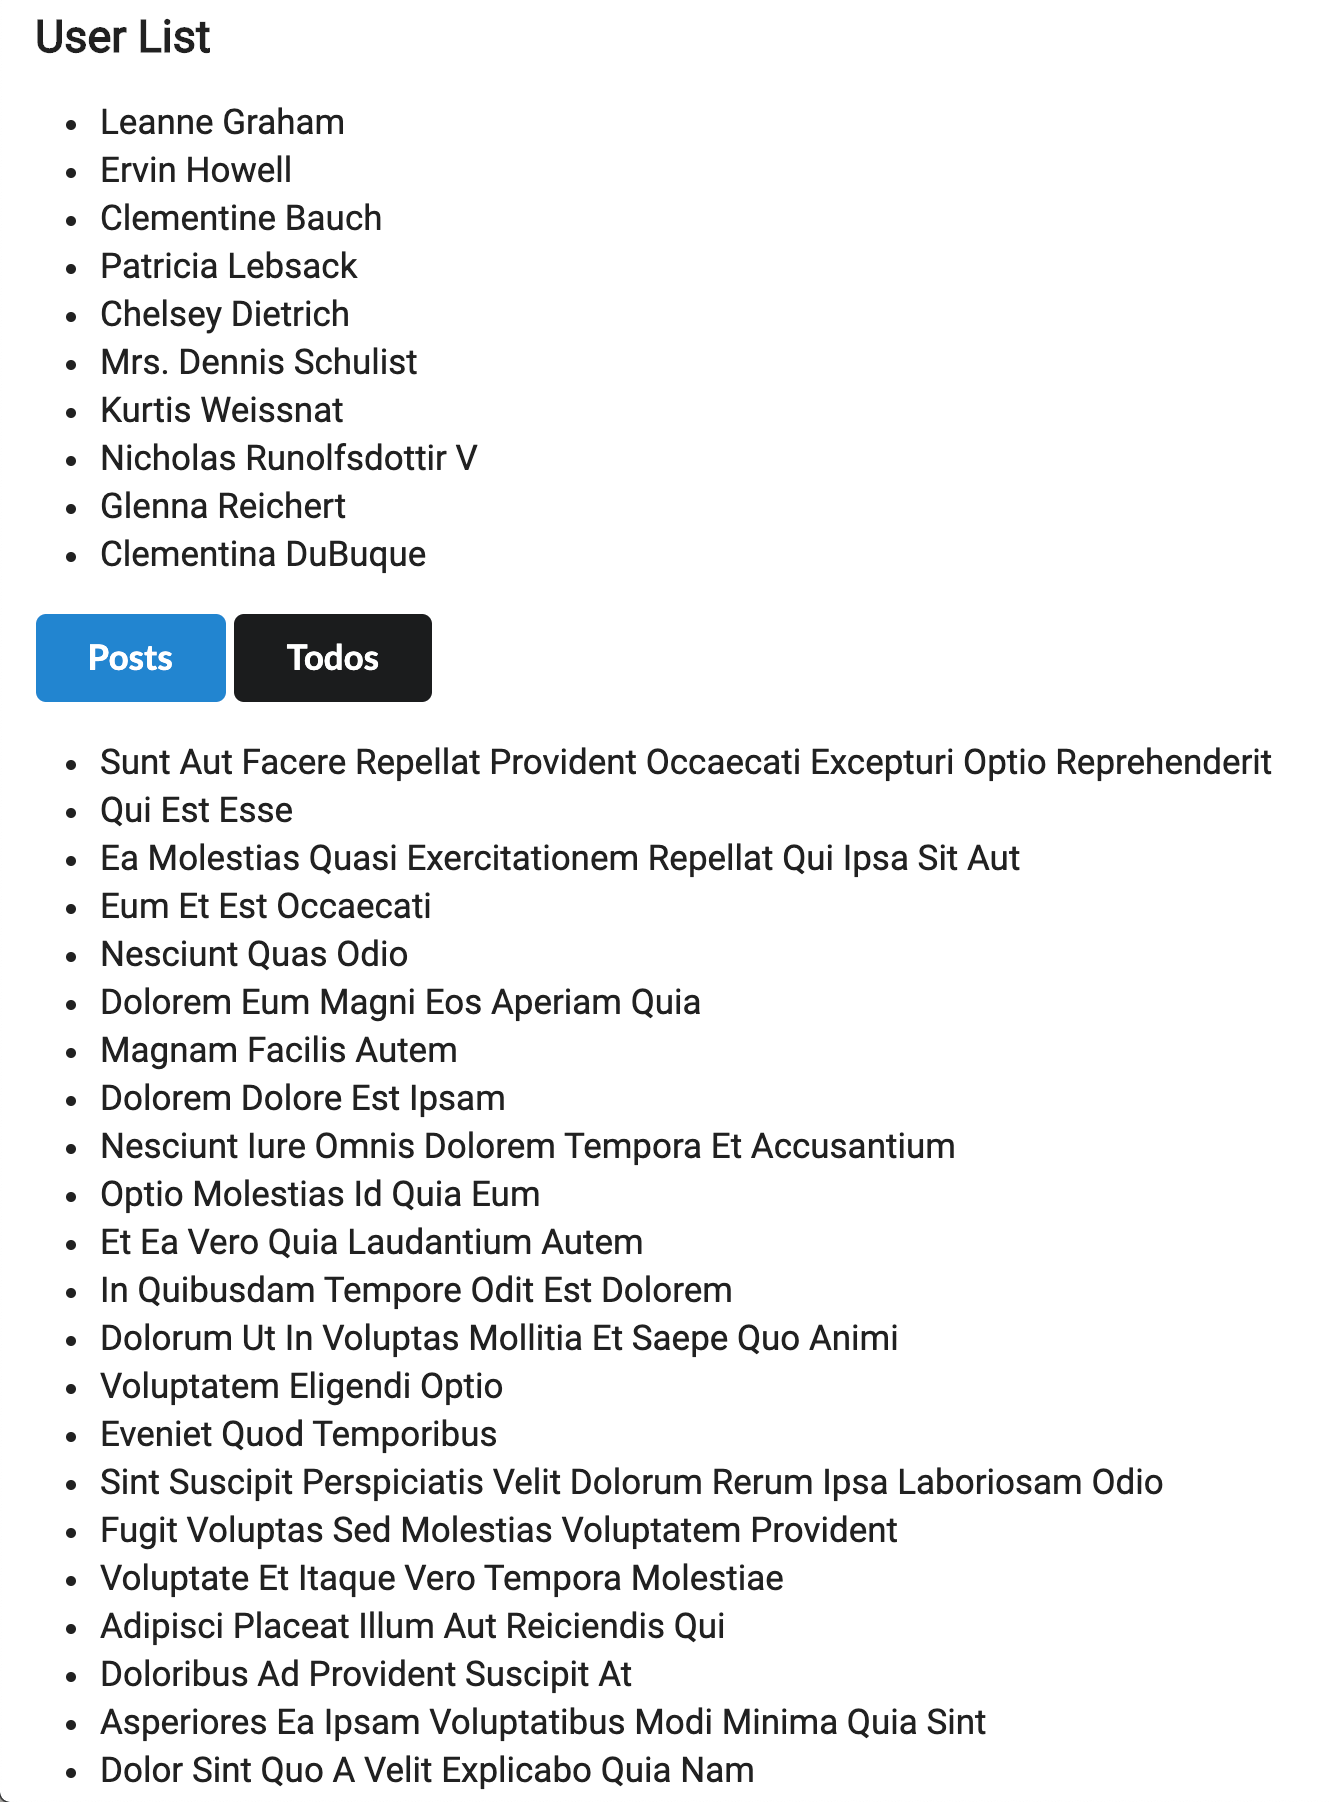 User List
Leanne Graham
Ervin Howell
Clementine Bauch
Patricia Lebsack
Chelsey Dietrich
Mrs. Dennis Schulist
Kurtis Weissnat
Nicholas Runolfsdottir V
Glenna Reichert
Clementina DuBuque
Posts Todos
Sunt Aut Facere Repellat Provident Occaecati Excepturi Optio Reprehenderit
Qui Est Esse
Ea Molestias Quasi Exercitationem Repellat Qui Ipsa Sit Aut
Eum Et Est Occaecati
Nesciunt Quas Odio
Dolorem Eum Magni Eos Aperiam Quia
Magnam Facilis Autem
Dolorem Dolore Est Ipsam
Nesciunt Iure Omnis Dolorem Tempora Et Accusantium
Optio Molestias Id Quia Eum
Et Ea Vero Quia Laudantium Autem
In Quibusdam Tempore Odit Est Dolorem
Dolorum Ut In Voluptas Mollitia Et Saepe Quo Animi
Voluptatem Eligendi Optio
Eveniet Quod Temporibus
Sint Suscipit Perspiciatis Velit Dolorum Rerum Ipsa Laboriosam Odio
Fugit Voluptas Sed Molestias Voluptatem Provident
Voluptate Et Itaque Vero Tempora Molestiae
Adipisci Placeat Illum Aut Reiciendis Qui
Doloribus Ad Provident Suscipit At
Asperiores Ea Ipsam Voluptatibus Modi Minima Quia Sint
Dolor Sint Quo A Velit Explicabo Quia Nam